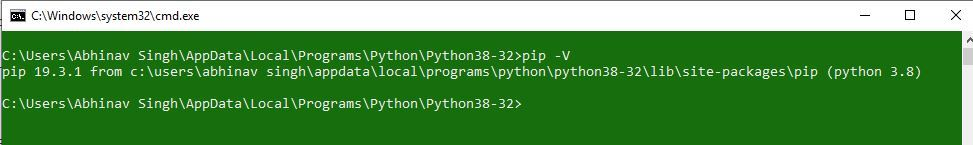 C:\Windows\system32\cmd.exe
C:\Users\Abhinav Singh\AppData\Local\Programs\Python\Python38-32>pip -V
pip 19.3.1 from c:\users\abhinav singh\appdata\local\programs\python\python38-32\lib\site-packages\pip (python 3.8)
C:\Users\Abhinav Singh\AppData\Local\Programs\Python\Python38-32>